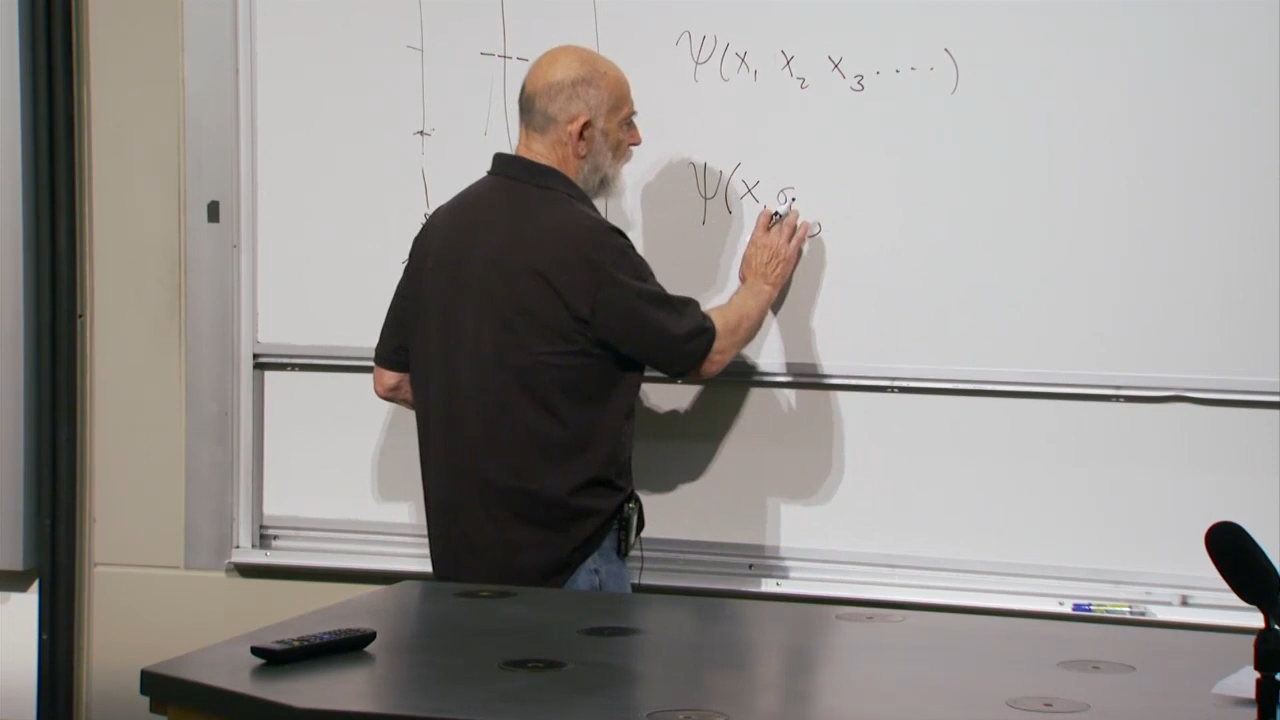 Ψ(x₁ x₂ x₃.....)
Ψ(x, σ